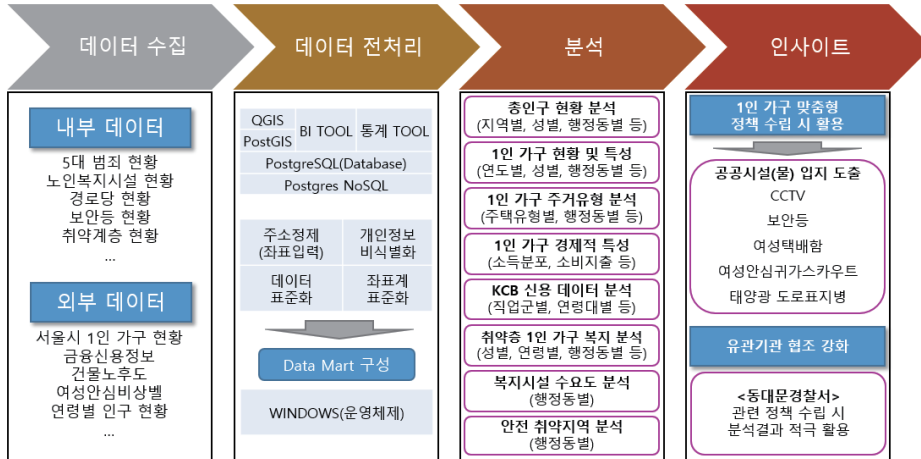 데이터 수집
데이터 전처리
분석
인사이트
내부 데이터
5대 범죄 현황
노인복지시설 현황
경로당 현황
보안등 현황
취약계층 현황
...
외부 데이터
서울시 1인 가구 현황
금융신용정보
건물노후도
여성안심비상벨
연령별 인구 현황
...
QGIS
PostGIS
BI TOOL
통계 TOOL
PostgreSQL(Database)
Postgres NoSQL
주소정제
(좌표입력)
개인정보
비식별화
데이터
표준화
좌표계
표준화
Data Mart 구성
WINDOWS(운영체제)
총인구 현황 분석
(지역별, 성별, 행정동별 등)
1인 가구 현황 및 특성
(연도별, 성별, 행정동별 등)
1인 가구 주거유형 분석
(주택유형별, 행정동별 등)
1인 가구 경제적 특성
(소득분포, 소비지출 등)
KCB 신용 데이터 분석
(직업군별, 연령대별 등)
취약층 1인 가구 복지 분석
(성별, 연령별, 행정동별 등)
복지시설 수요도 분석
(행정동별)
안전 취약지역 분석
(행정동별)
1인 가구 맞춤형
정책 수립 시 활용
공공시설(물) 입지 도출
CCTV
보안등
여성택배함
여성안심귀가스카우트
태양광 도로표지병
유관기관 협조 강화
<동대문경찰서>
관련 정책 수립 시
분석결과 적극 활용